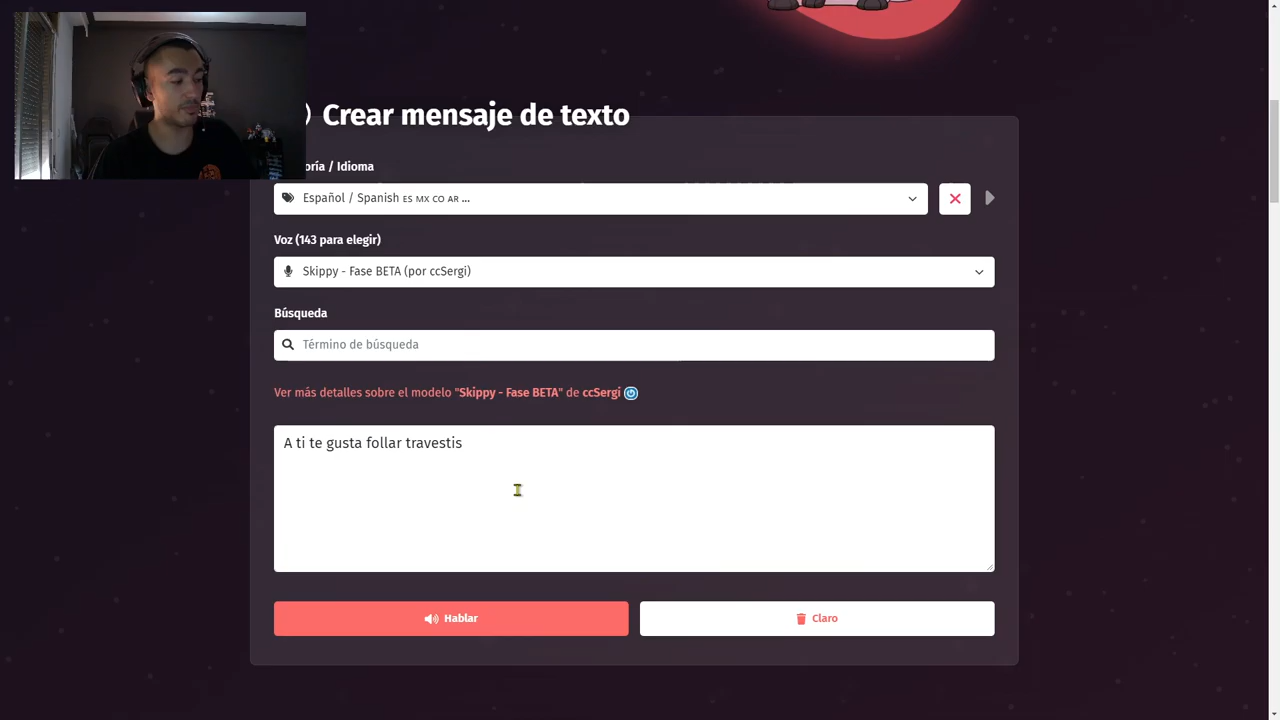 Crear mensaje de texto
oría / Idioma
Español / Spanish ES MX CO AR ...
Voz (143 para elegir)
Skippy - Fase BETA (por ccSergi)
Búsqueda
Término de búsqueda
Ver más detalles sobre el modelo "Skippy - Fase BETA" de ccSergi
A ti te gusta follar travestis
Hablar
Claro